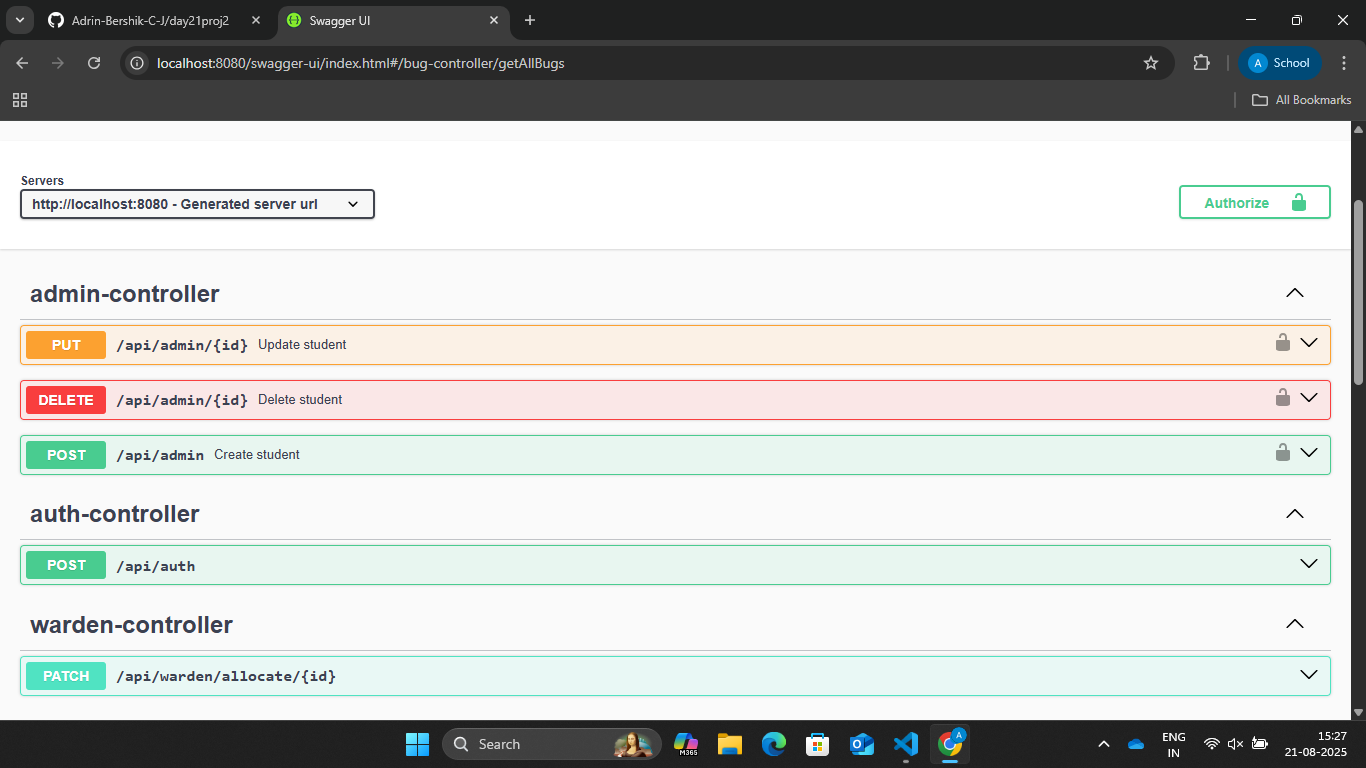 Adrin-Bershik-C-J/day21proj2
Swagger UI
localhost:8080/swagger-ui/index.html#/bug-controller/getAllBugs
A School
All Bookmarks
Servers
http://localhost:8080 - Generated server url
Authorize
admin-controller
PUT /api/admin/{id} Update student
DELETE /api/admin/{id} Delete student
POST /api/admin Create student
auth-controller
POST /api/auth
warden-controller
PATCH /api/warden/allocate/{id}
Search
M365
A
ENG
IN
15:27
21-08-2025